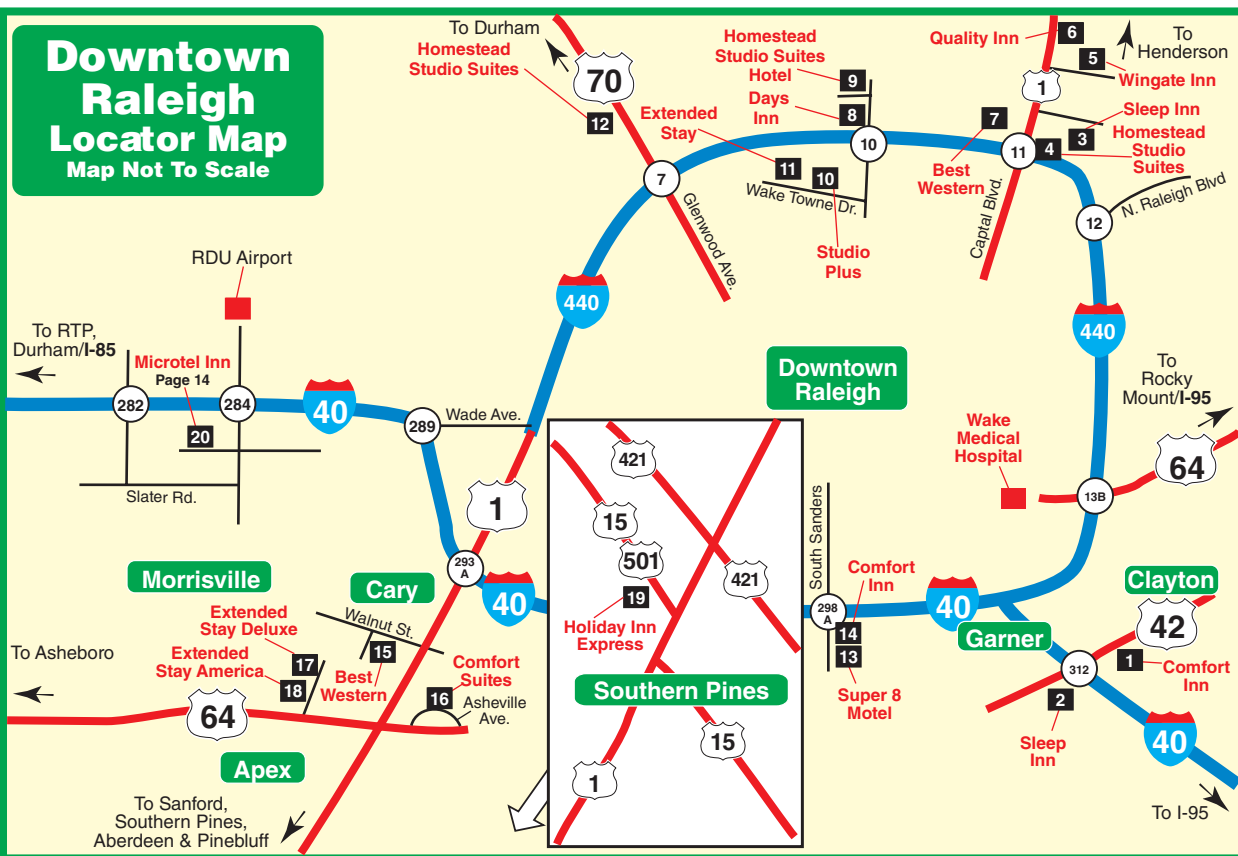 Downtown
Raleigh
Locator Map
Map Not To Scale
To Durham
Homestead
Studio Suites
12
70
7
Glenwood Ave.
Extended
Stay
11
10
Wake Towne Dr.
Studio
Plus
Homestead
Studio Suites
Hotel
9
Days
Inn
8
10
Quality Inn
6
To
Henderson
5
Wingate Inn
1
Sleep Inn
3
7
Best
Western
11
4
Homestead
Studio
Suites
Captal Blvd.
12
N. Raleigh Blvd
440
440
RDU Airport
To RTP,
Durham/I-85
Microtel Inn
Page 14
282
284
40
20
Slater Rd.
289
Wade Ave.
1
293
A
40
Downtown
Raleigh
To
Rocky
Mount/I-95
Wake
Medical
Hospital
64
13B
421
15
501
421
19
Holiday Inn
Express
Southern Pines
15
1
South Sanders
298
A
Comfort
Inn
14
13
Super 8
Motel
40
Garner
Clayton
42
312
1
Comfort
Inn
2
Sleep
Inn
40
To I-95
Morrisville
Cary
Extended
Stay Deluxe
17
Extended
Stay America
18
Walnut St.
15
Best
Western
Comfort
Suites
16
Asheville
Ave.
To Asheboro
64
Apex
To Sanford,
Southern Pines,
Aberdeen & Pinebluff